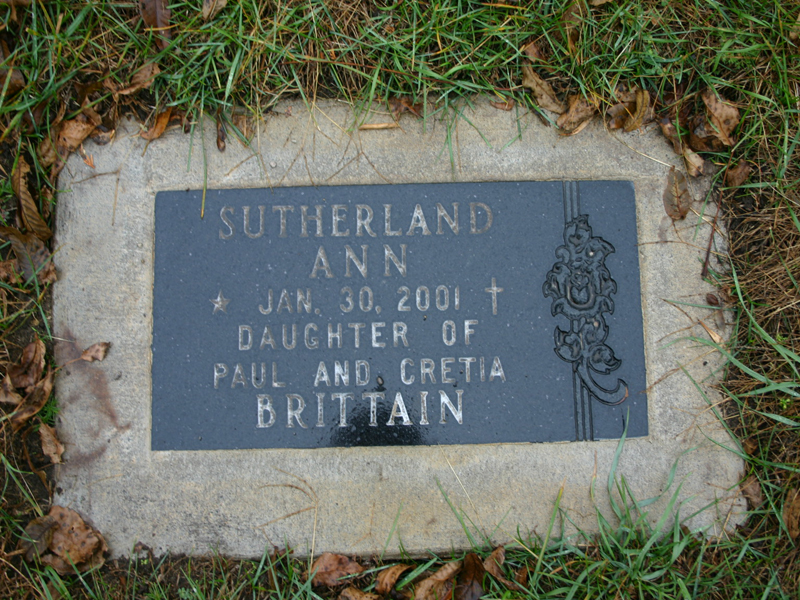 SUTHERLAND
ANN
JAN. 30, 2001
DAUGHTER OF
PAUL AND CRETIA
BRITTAIN